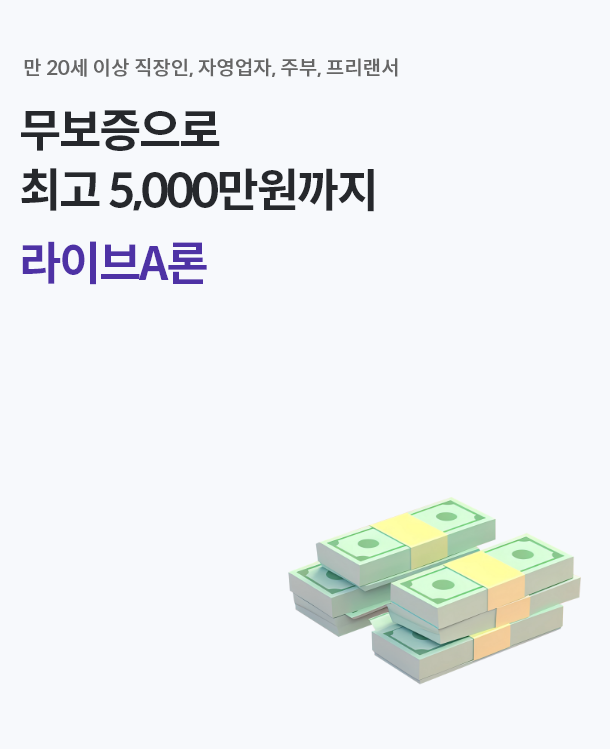 만 20세 이상 직장인, 자영업자, 주부, 프리랜서
무보증으로
최고 5,000만원까지
라이브A론